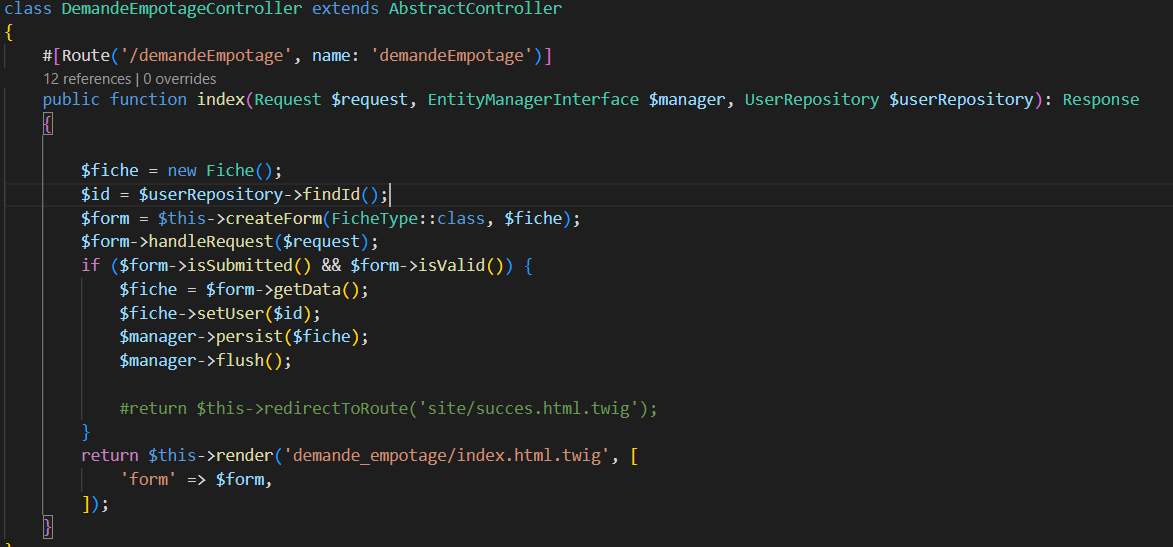 class DemandeEmpotageController extends AbstractController
{
#[Route('/demandeEmpotage', name: 'demandeEmpotage')]
12 references | 0 overrides
public function index(Request $request, EntityManagerInterface $manager, UserRepository $userRepository): Response
{
$fiche = new Fiche();
$id = $userRepository->findId();
$form = $this->createForm(FicheType::class, $fiche);
$form->handleRequest($request);
if ($form->isSubmitted() && $form->isValid()) {
$fiche = $form->getData();
$fiche->setUser($id);
$manager->persist($fiche);
$manager->flush();
#return $this->redirectToRoute('site/succes.html.twig');
}
return $this->render('demande_empotage/index.html.twig', [
'form' => $form,
]);
}
}